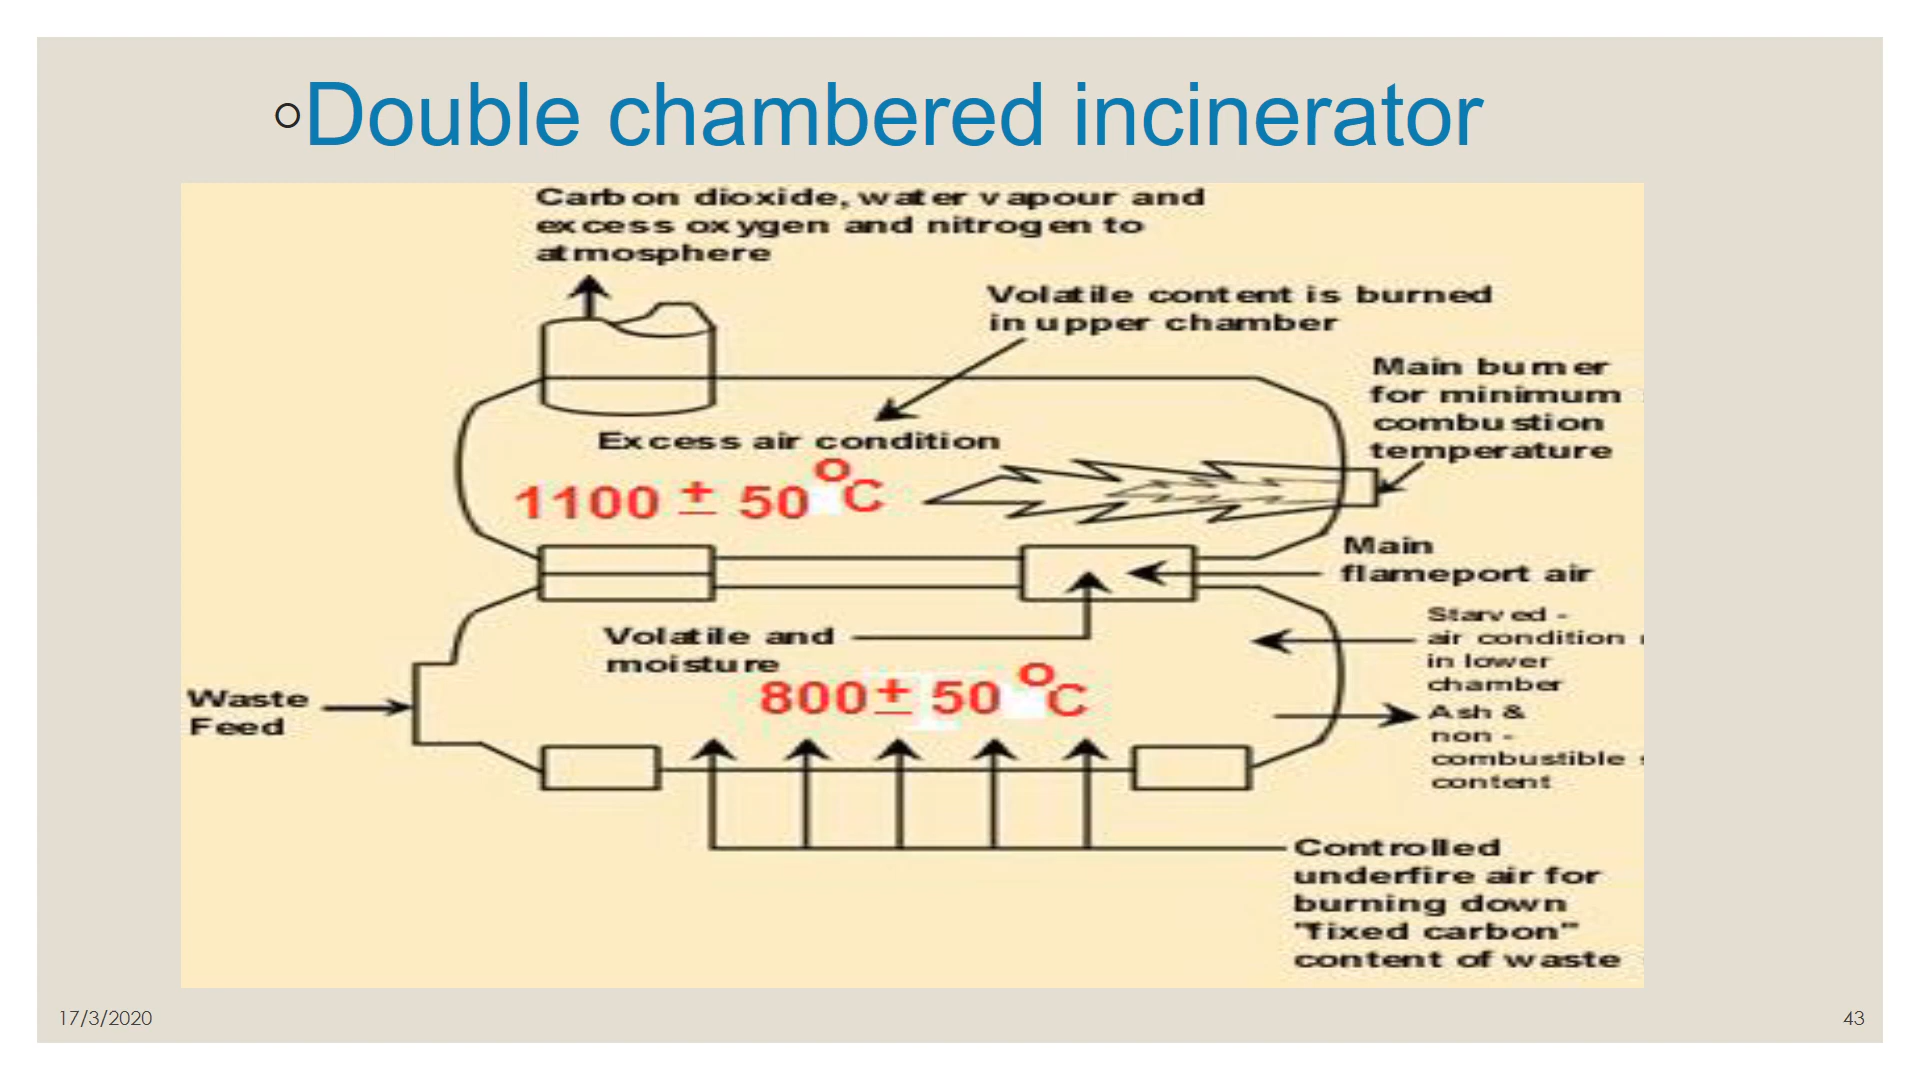 Double chambered incinerator
Carbon dioxide, water vapour and
excess oxygen and nitrogen to
atmosphere
Volatile content is burned
in upper chamber
Main burner
for minimum
combustion
temperature
Excess air condition
1100 ± 50 °C
Main
flameport air
Volatile and
moisture
800 ± 50 °C
Starved -
air condition
in lower
chamber
Waste
Feed
Ash &
non -
combustible
content
Controlled
underfire air for
burning down
"fixed carbon"
content of waste
17/3/2020
43